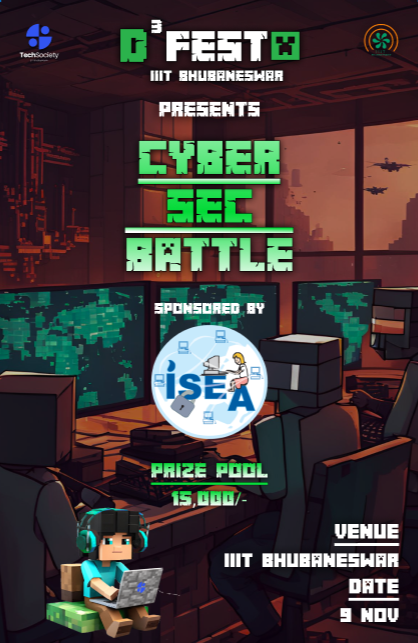 TechSociety
D³ FEST
IIIT BHUBANESWAR
PRESENTS
CYBER
SEC
BATTLE
SPONSORED BY
ISEA
PRIZE POOL
15,000/-
VENUE
IIIT BHUBANESWAR
DATE
9 NOV